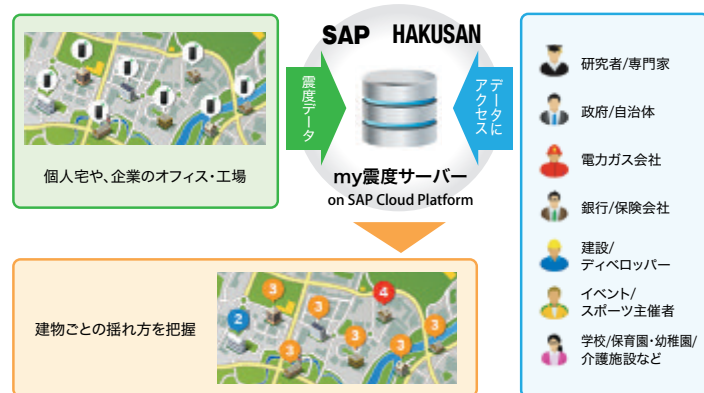 個人宅や、企業のオフィス・工場
震度データ
SAP HAKUSAN
my震度サーバー
on SAP Cloud Platform
データに
アクセス
研究者/専門家
政府/自治体
電力ガス会社
銀行/保険会社
建設/
ディベロッパー
イベント/
スポーツ主催者
学校/保育園・幼稚園/
介護施設など
建物ごとの揺れ方を把握
2
3
3
3
4
3
3
3